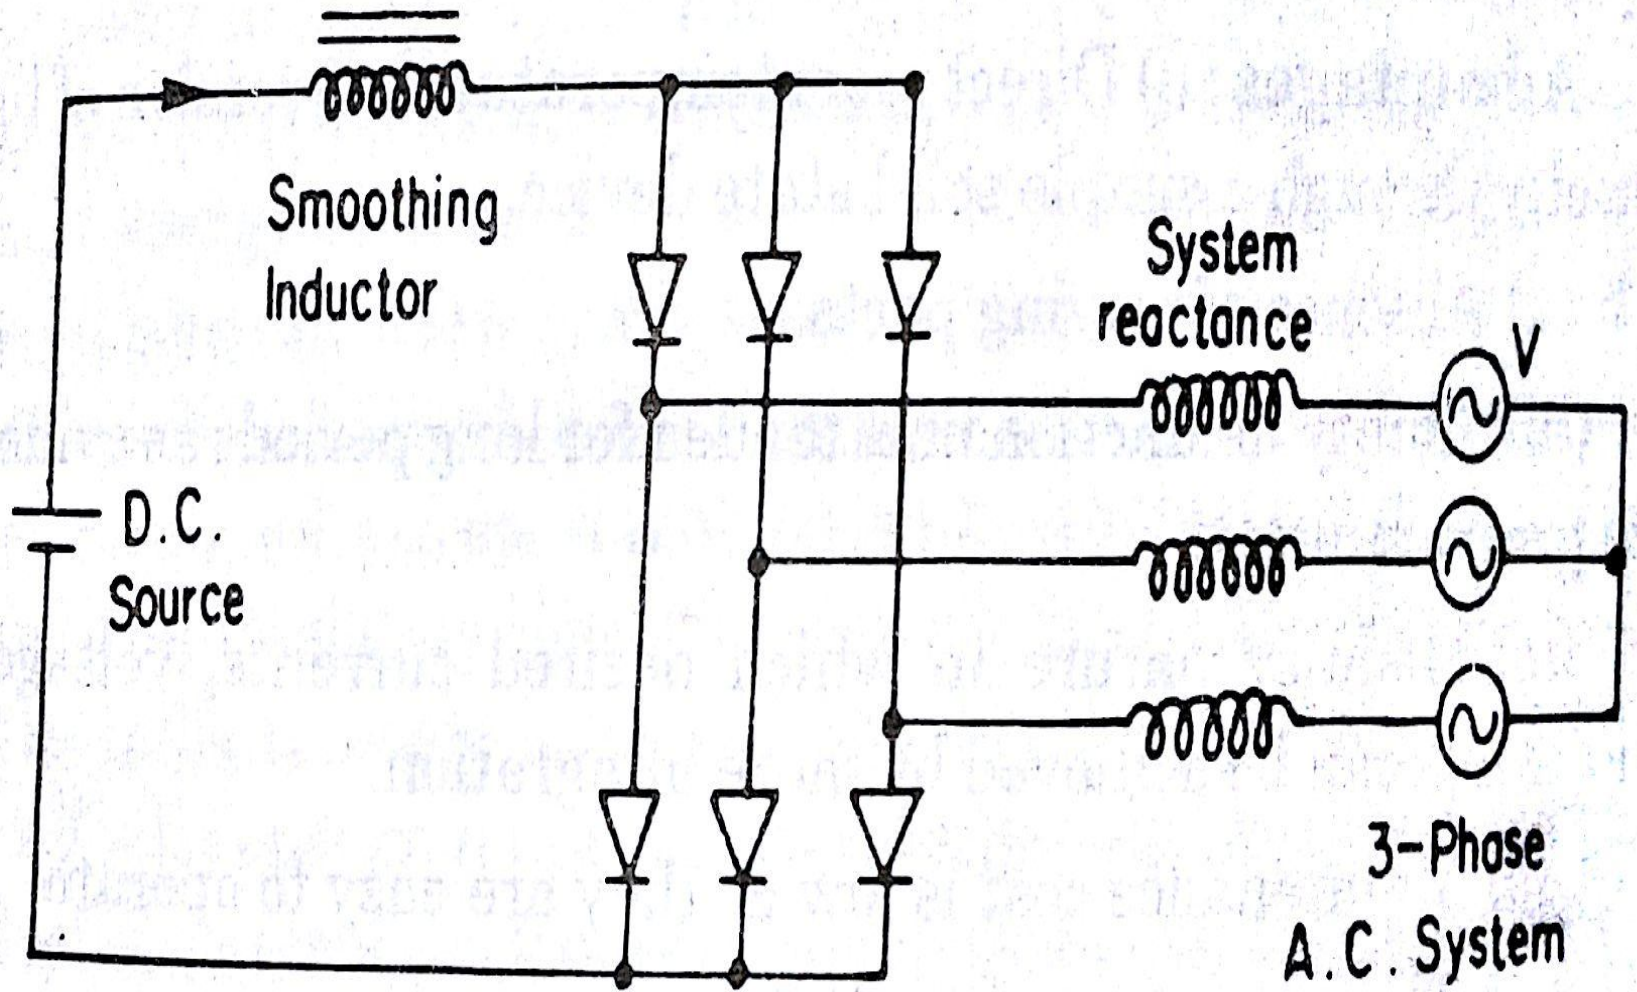 Smoothing
Inductor
System
reactance
V
D.C.
Source
3-Phase
A.C. System